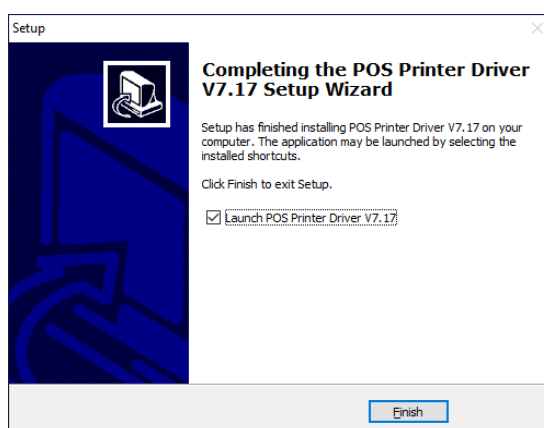 Setup
Completing the POS Printer Driver
V7.17 Setup Wizard
Setup has finished installing POS Printer Driver V7.17 on your
computer. The application may be launched by selecting the
installed shortcuts.
Click Finish to exit Setup.
Launch POS Printer Driver V7.17
Finish